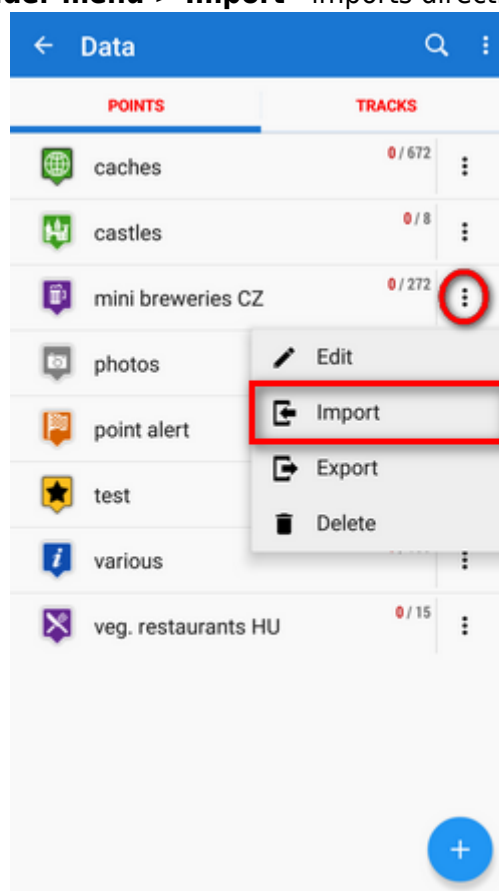 menu > Import - imports direct
Data
POINTS TRACKS
caches 0 / 672
castles 0 / 8
mini breweries CZ 0 / 272
photos
Edit
Import
point alert
Export
test
Delete
various
veg. restaurants HU 0 / 15